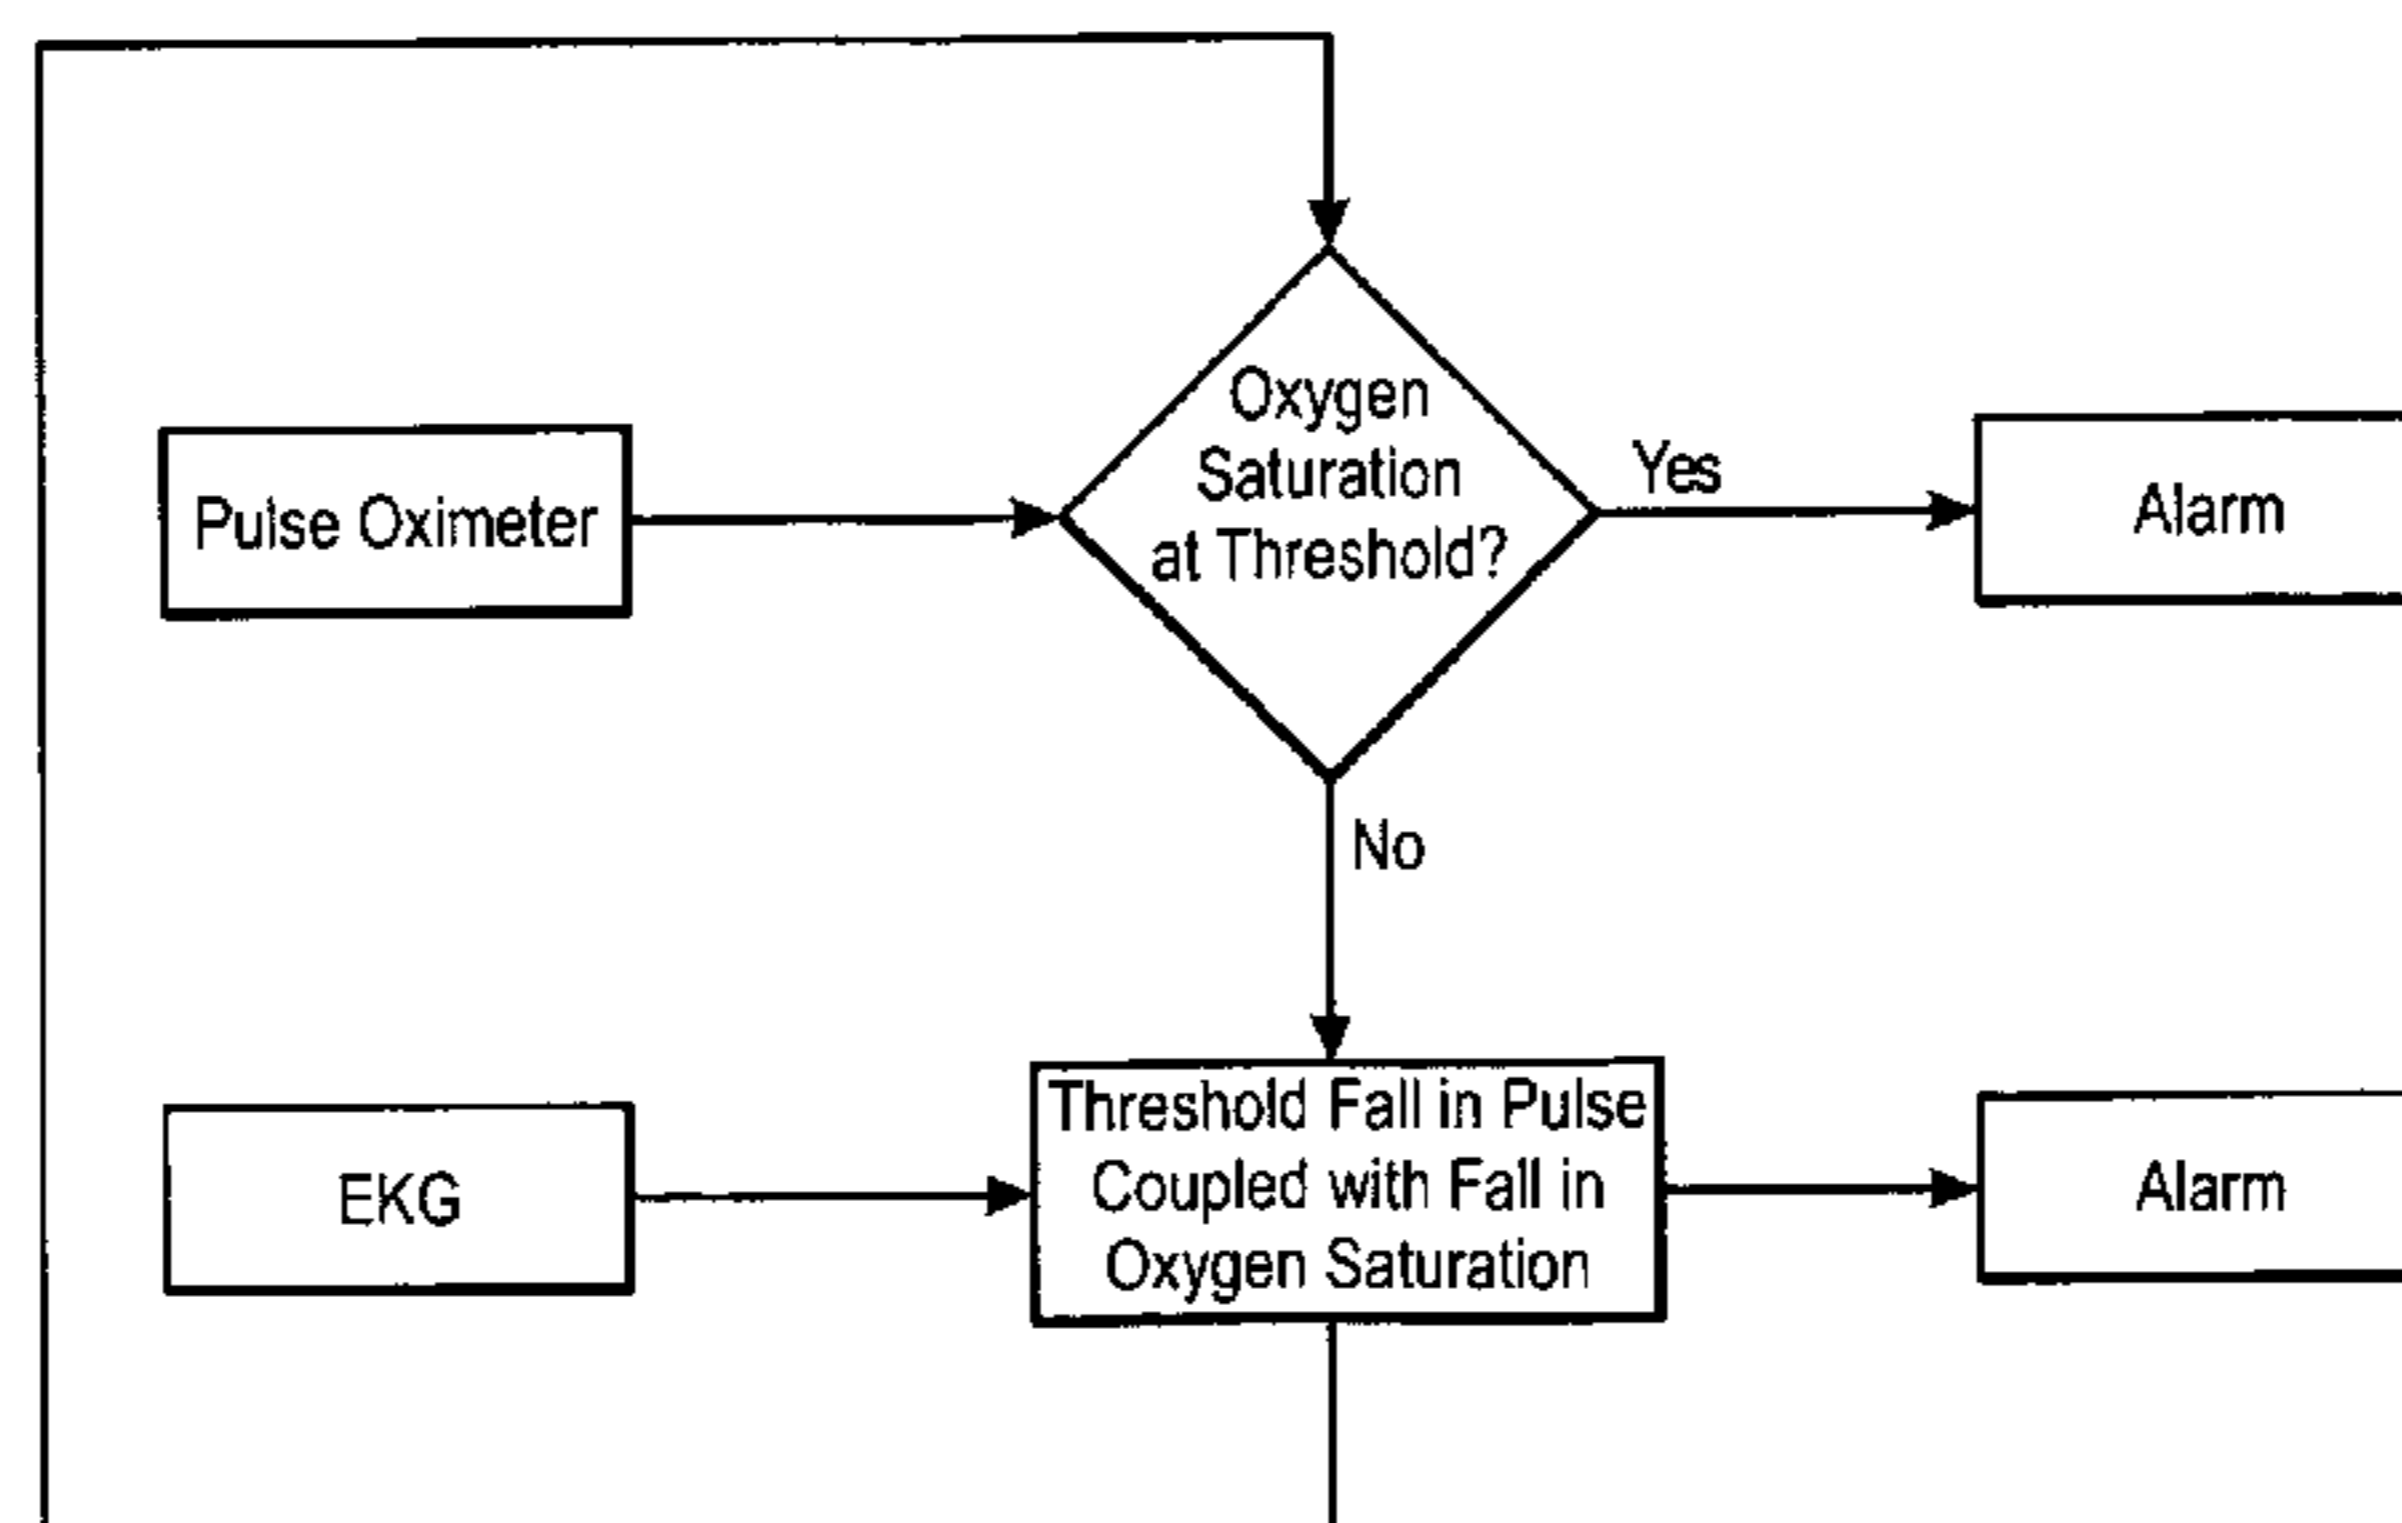 Oxygen
Saturation
at Threshold?
Yes
Pulse Oximeter
Alarm
No
Threshold Fall in Pulse
Coupled with Fall in
Oxygen Saturation
EKG
Alarm